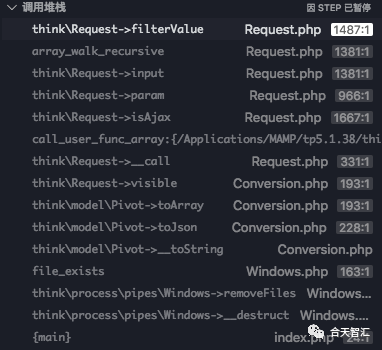 调用堆栈 因 STEP 已暂停
think\Request->filterValue Request.php 1487:1
array_walk_recursive Request.php 1381:1
think\Request->input Request.php 1381:1
think\Request->param Request.php 966:1
think\Request->isAjax Request.php 1667:1
call_user_func_array:{/Applications/MAMP/tp5.1.38/thi
think\Request->__call Request.php 331:1
think\Request->visible Conversion.php 193:1
think\model\Pivot->toArray Conversion.php 193:1
think\model\Pivot->toJson Conversion.php 228:1
think\model\Pivot->__toString Conversion.php
file_exists Windows.php 163:1
think\process\pipes\Windows->removeFiles Windows...
think\process\pipes\Windows->__destruct Windows....
{main} index.php 24:1
合天智汇